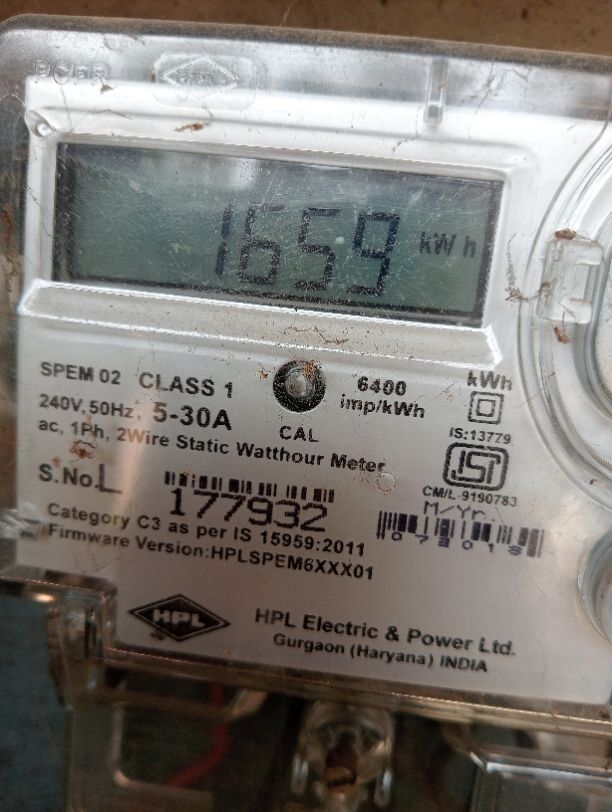 1659 kWh
SPEM 02 CLASS 1
240V, 50Hz, 5-30A
ac, 1Ph, 2Wire Static Watthour Meter
6400
imp/kWh
CAL
kWh
IS:13779
ISI
CM/L-9190783
S.No.L 177932
M/Yr.
072018
Category C3 as per IS 15959:2011
Firmware Version:HPLSPEM6XXX01
HPL
HPL Electric & Power Ltd.
Gurgaon (Haryana) INDIA